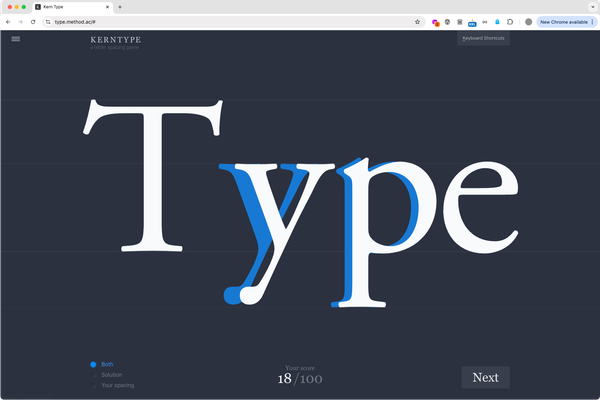 Kern Type
type.method.ac/#
New Chrome available
KERNTYPE
a letter spacing game
Keyboard Shortcuts
Type
Both
Solution
Your spacing
Your score
18/100
Next